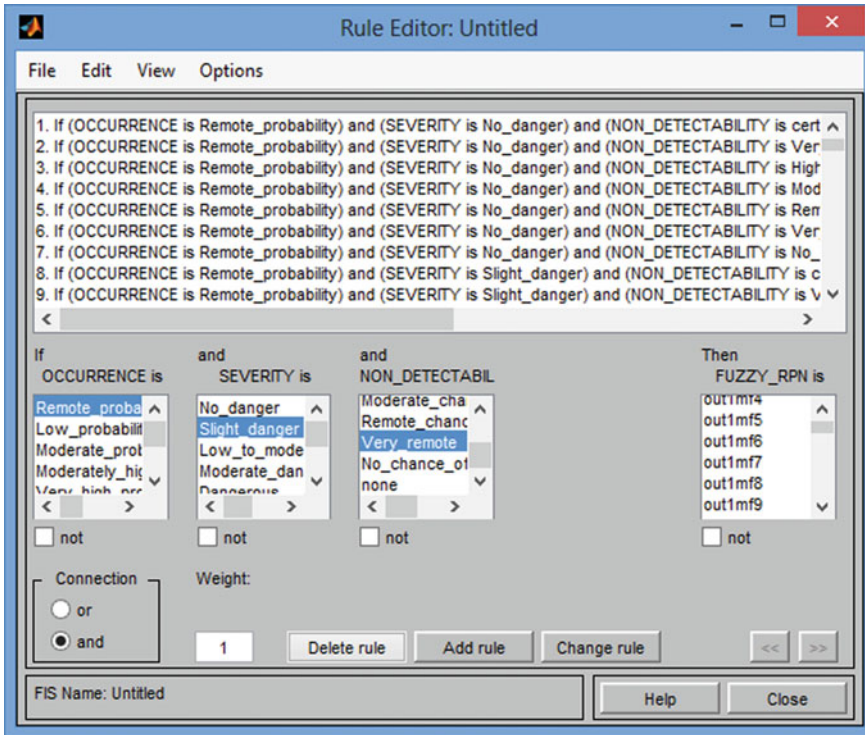 Rule Editor: Untitled
File Edit View Options
1. If (OCCURRENCE is Remote_probability) and (SEVERITY is No_danger) and (NON_DETECTABILITY is cert
2. If (OCCURRENCE is Remote_probability) and (SEVERITY is No_danger) and (NON_DETECTABILITY is Ver
3. If (OCCURRENCE is Remote_probability) and (SEVERITY is No_danger) and (NON_DETECTABILITY is High
4. If (OCCURRENCE is Remote_probability) and (SEVERITY is No_danger) and (NON_DETECTABILITY is Mod
5. If (OCCURRENCE is Remote_probability) and (SEVERITY is No_danger) and (NON_DETECTABILITY is Rem
6. If (OCCURRENCE is Remote_probability) and (SEVERITY is No_danger) and (NON_DETECTABILITY is Ver
7. If (OCCURRENCE is Remote_probability) and (SEVERITY is No_danger) and (NON_DETECTABILITY is No_
8. If (OCCURRENCE is Remote_probability) and (SEVERITY is Slight_danger) and (NON_DETECTABILITY is c
9. If (OCCURRENCE is Remote_probability) and (SEVERITY is Slight_danger) and (NON_DETECTABILITY is V
If
OCCURRENCE is
Remote_proba
Low_probabilit
Moderate_prot
Moderately_hig
Very_high_pro
not
and
SEVERITY is
No_danger
Slight_danger
Low_to_mode
Moderate_dan
Dangerous
not
and
NON_DETECTABIL
Moderate_cha
Remote_chanc
Very_remote
No_chance_of
none
not
Then
FUZZY_RPN is
out1mf4
out1mf5
out1mf6
out1mf7
out1mf8
out1mf9
not
Connection
or
and
Weight:
1
Delete rule
Add rule
Change rule
<< >>
FIS Name: Untitled
Help
Close